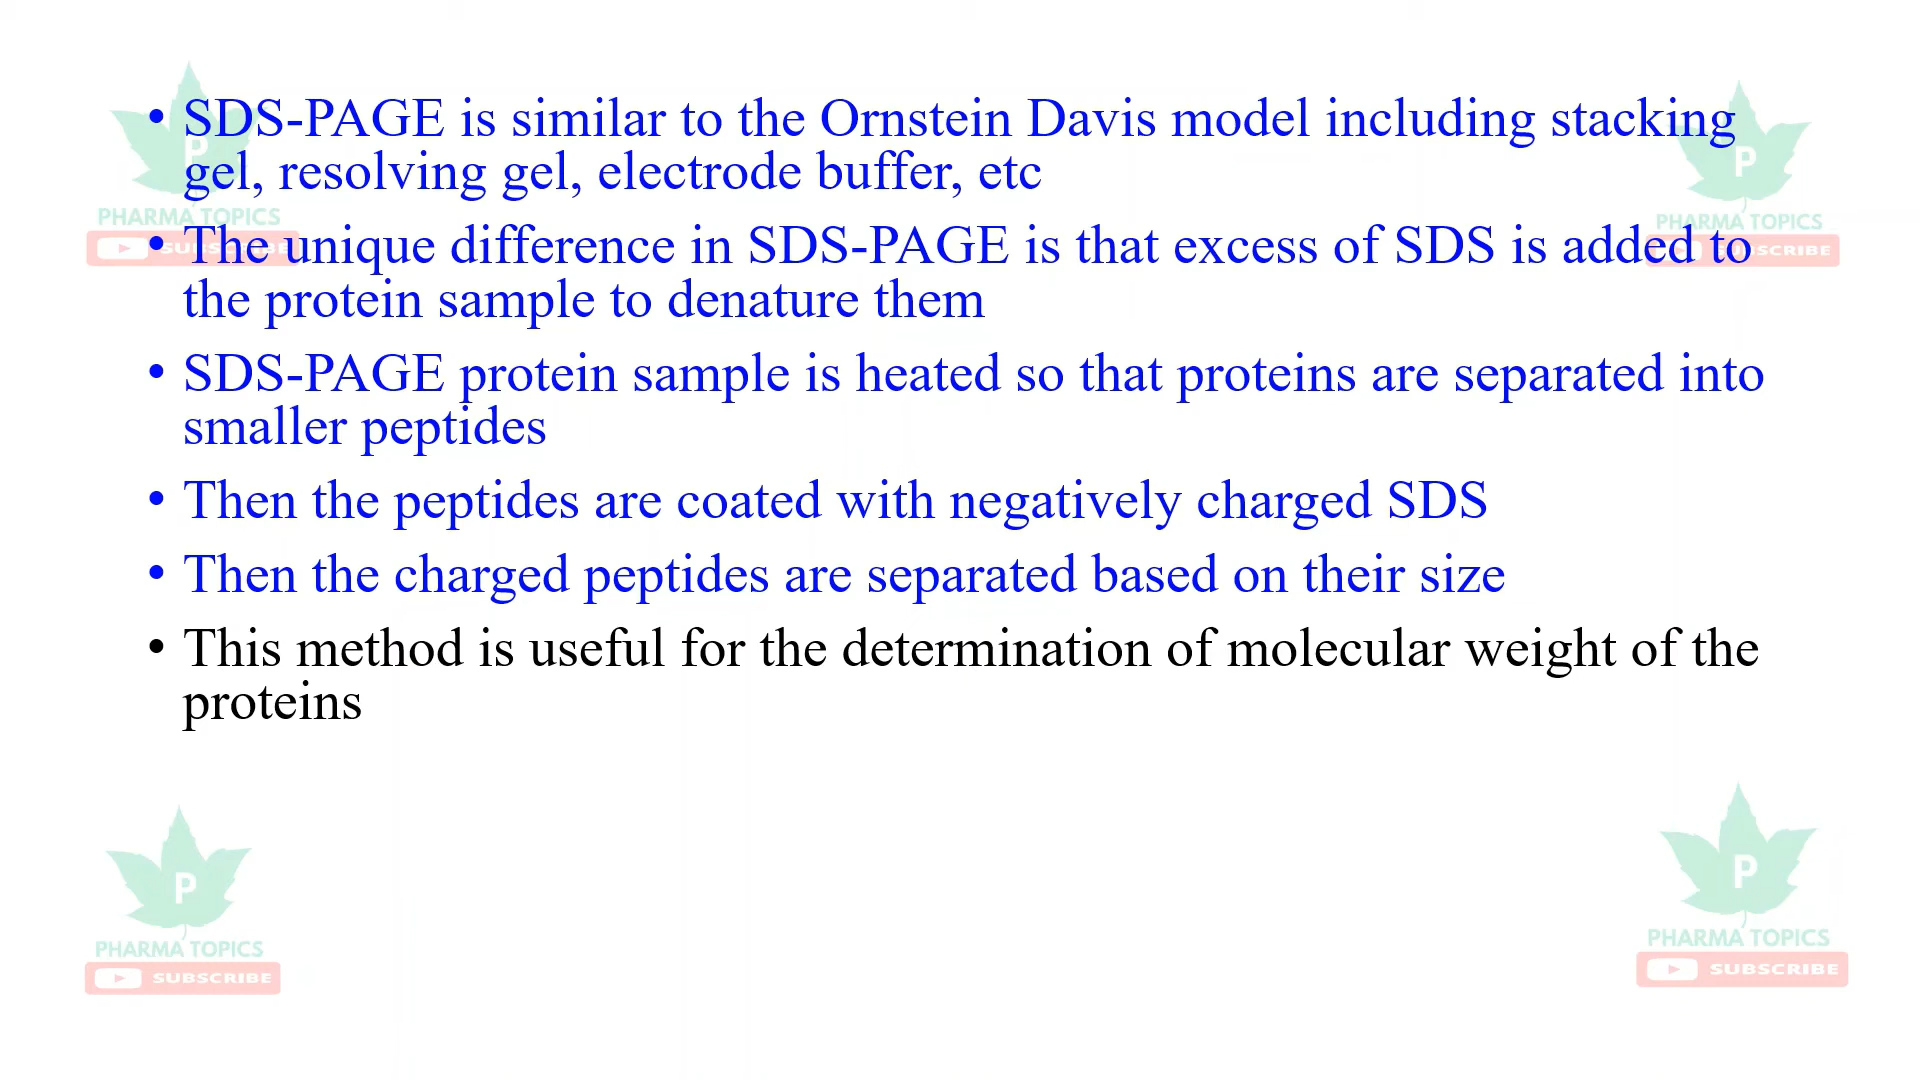 • SDS-PAGE is similar to the Ornstein Davis model including stacking
gel, resolving gel, electrode buffer, etc
• The unique difference in SDS-PAGE is that excess of SDS is added to
the protein sample to denature them
• SDS-PAGE protein sample is heated so that proteins are separated into
smaller peptides
• Then the peptides are coated with negatively charged SDS
• Then the charged peptides are separated based on their size
• This method is useful for the determination of molecular weight of the
proteins
P
PHARMA TOPICS
SUBSCRIBE
P
PHARMA TOPICS
SUBSCRIBE
P
PHARMA TOPICS
SUBSCRIBE
P
PHARMA TOPICS
SUBSCRIBE